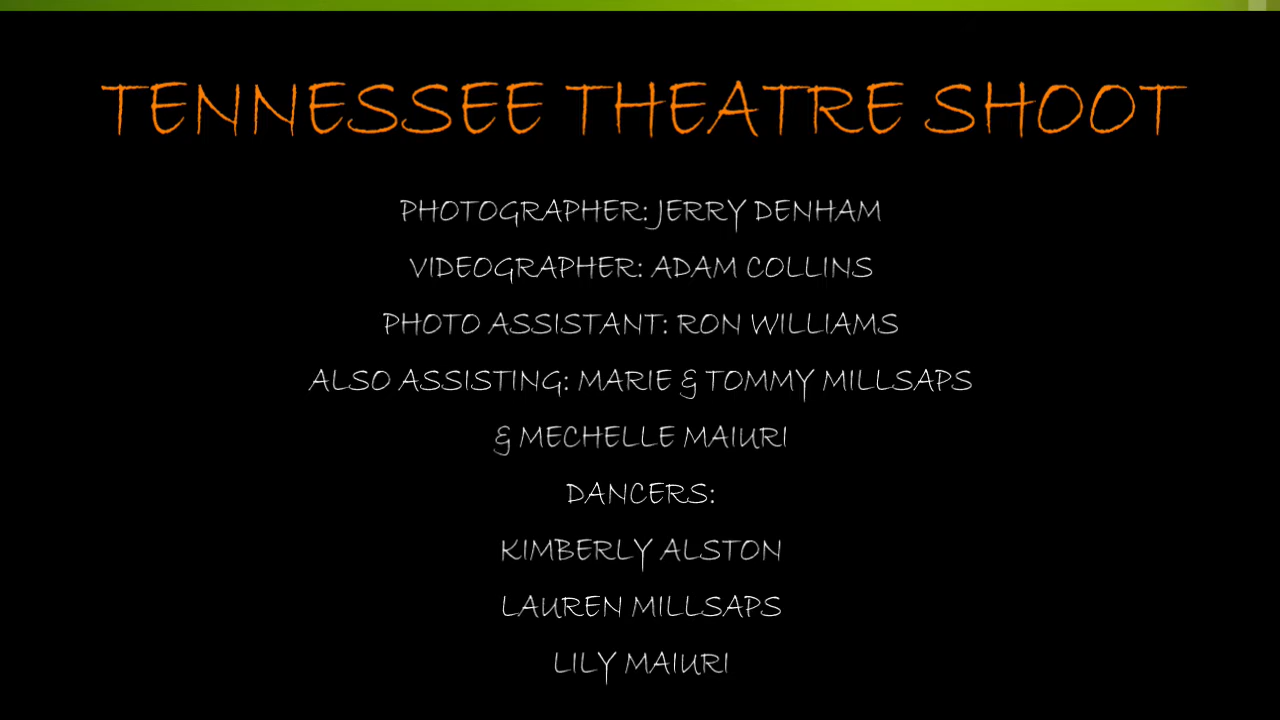 TENNESSEE THEATRE SHOOT
PHOTOGRAPHER: JERRY DENHAM
VIDEOGRAPHER: ADAM COLLINS
PHOTO ASSISTANT: RON WILLIAMS
ALSO ASSISTING: MARIE & TOMMY MILLSAPS
& MECHELLE MAIURI
DANCERS:
KIMBERLY ALSTON
LAUREN MILLSAPS
LILY MAIURI